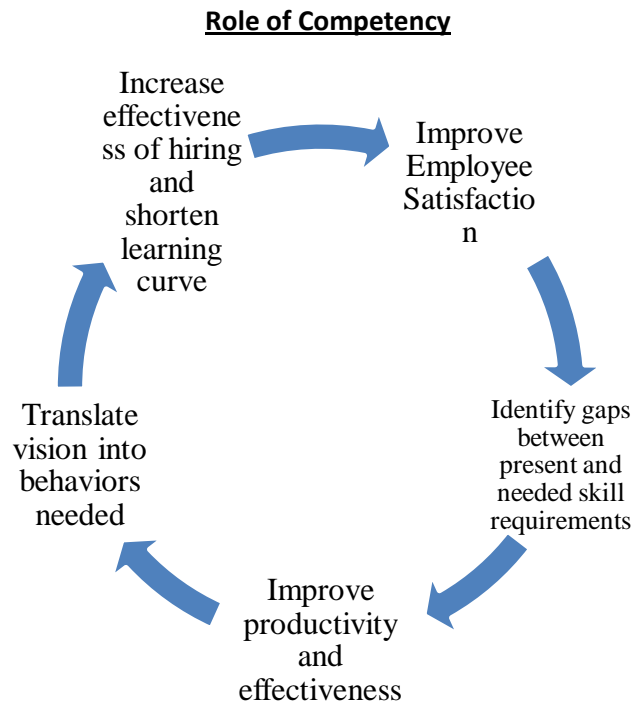 Role of Competency
Increase
effectivene
ss of hiring
and
shorten
learning
curve
Improve
Employee
Satisfactio
n
Identify gaps
between
present and
needed skill
requirements
Improve
productivity
and
effectiveness
Translate
vision into
behaviors
needed